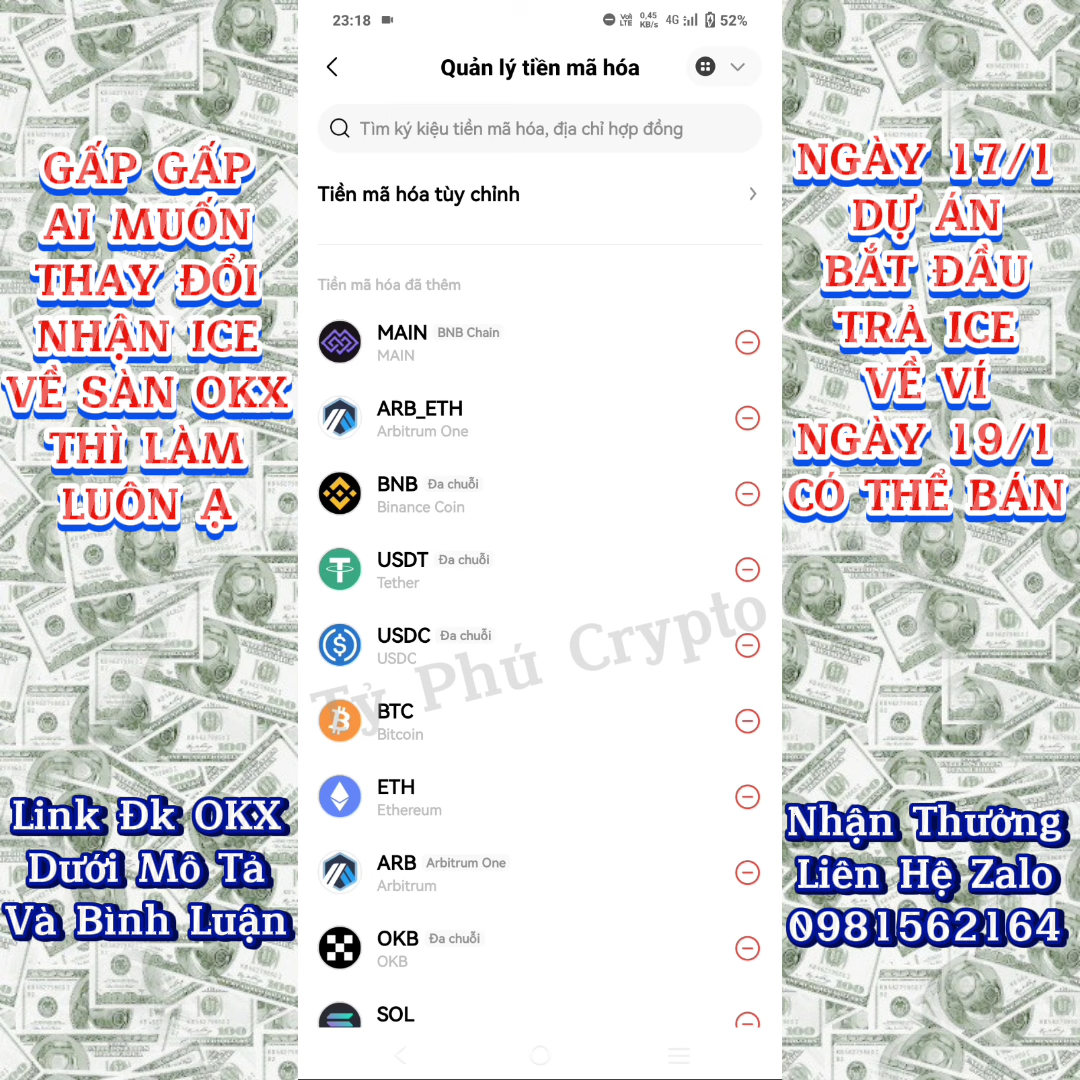 23:18
Vo) LTE 0,45 KB/s 4G 52%
Quản lý tiền mã hóa
Tìm ký kiệu tiền mã hóa, địa chỉ hợp đồng
Tiền mã hóa tùy chỉnh
Tiền mã hóa đã thêm
MAIN BNB Chain
MAIN
ARB_ETH
Arbitrum One
BNB Đa chuỗi
Binance Coin
USDT Đa chuỗi
Tether
USDC Đa chuỗi
USDC
BTC
Bitcoin
ETH
Ethereum
ARB Arbitrum One
Arbitrum
OKB Đa chuỗi
OKB
SOL
Tỷ Phú Crypto
GẤP GẤP
AI MUỐN
THAY ĐỔI
NHẬN ICE
VỀ SÀN OKX
THÌ LÀM
LUÔN Ạ
Link Đk OKX
Dưới Mô Tả
Và Bình Luận
NGÀY 17/1
DỰ ÁN
BẮT ĐẦU
TRẢ ICE
VỀ VÍ
NGÀY 19/1
CÓ THỂ BÁN
Nhận Thưởng
Liên Hệ Zalo
0981562164